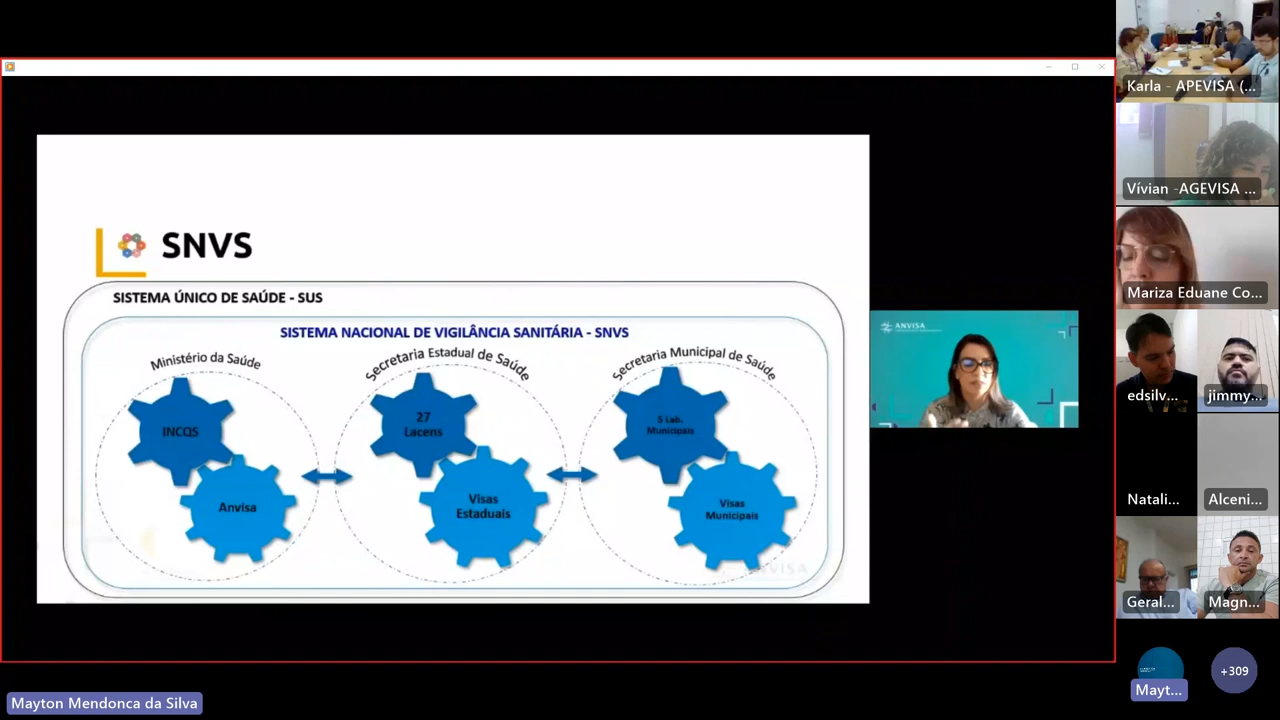 SNVS
SISTEMA ÚNICO DE SAÚDE - SUS
SISTEMA NACIONAL DE VIGILÂNCIA SANITÁRIA - SNVS
Ministério da Saúde
Secretaria Estadual de Saúde
Secretaria Municipal de Saúde
INCQS
Anvisa
27
Lacens
Visas
Estaduais
5 Lab.
Municipais
Visas
Municipais
ANVISA
ANVISA
Karla - APEVISA (...
Vívian -AGEVISA ...
Mariza Eduane Co...
edsilv...
jimmy...
Natali...
Alceni...
Geral...
Magn...
Mayt...
+309
Mayton Mendonca da Silva